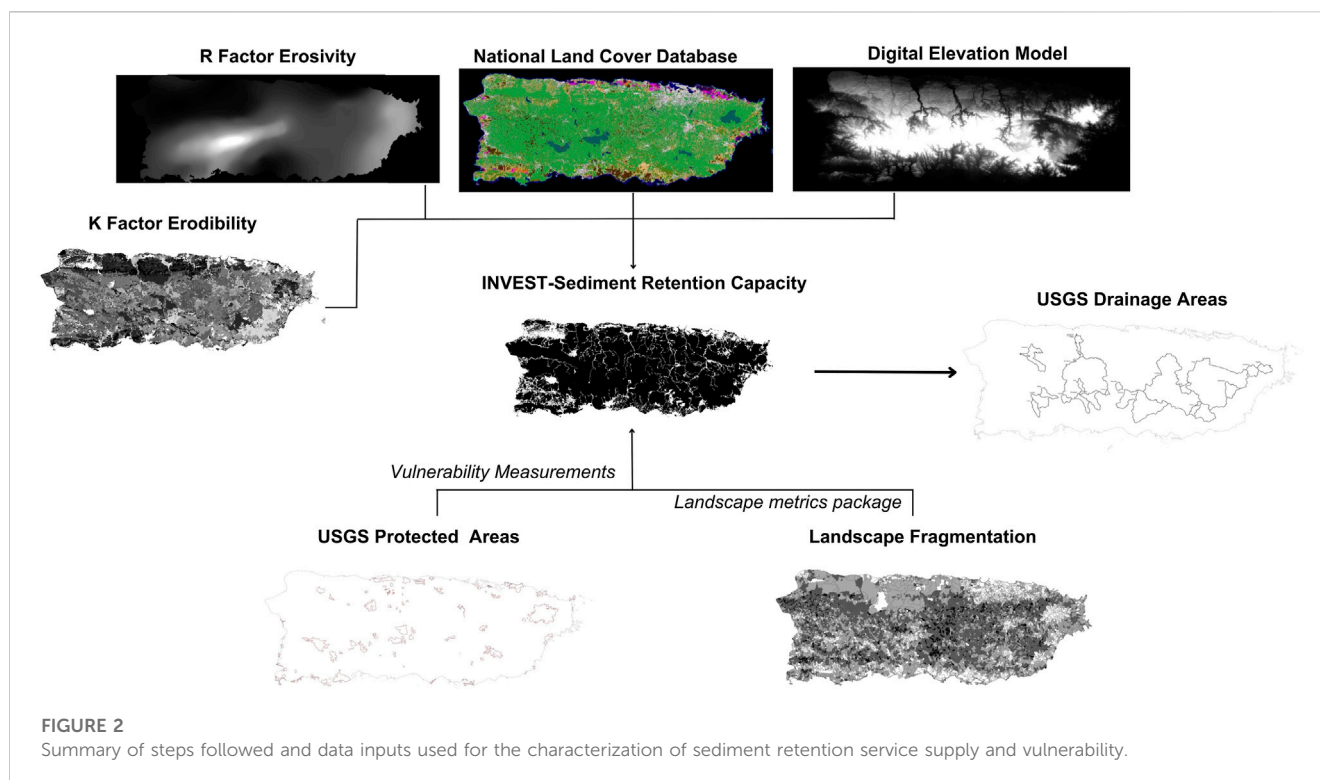 R Factor Erosivity
National Land Cover Database
Digital Elevation Model
K Factor Erodibility
INVEST-Sediment Retention Capacity
USGS Drainage Areas
Vulnerability Measurements
Landscape metrics package
USGS Protected Areas
Landscape Fragmentation
FIGURE 2
Summary of steps followed and data inputs used for the characterization of sediment retention service supply and vulnerability.